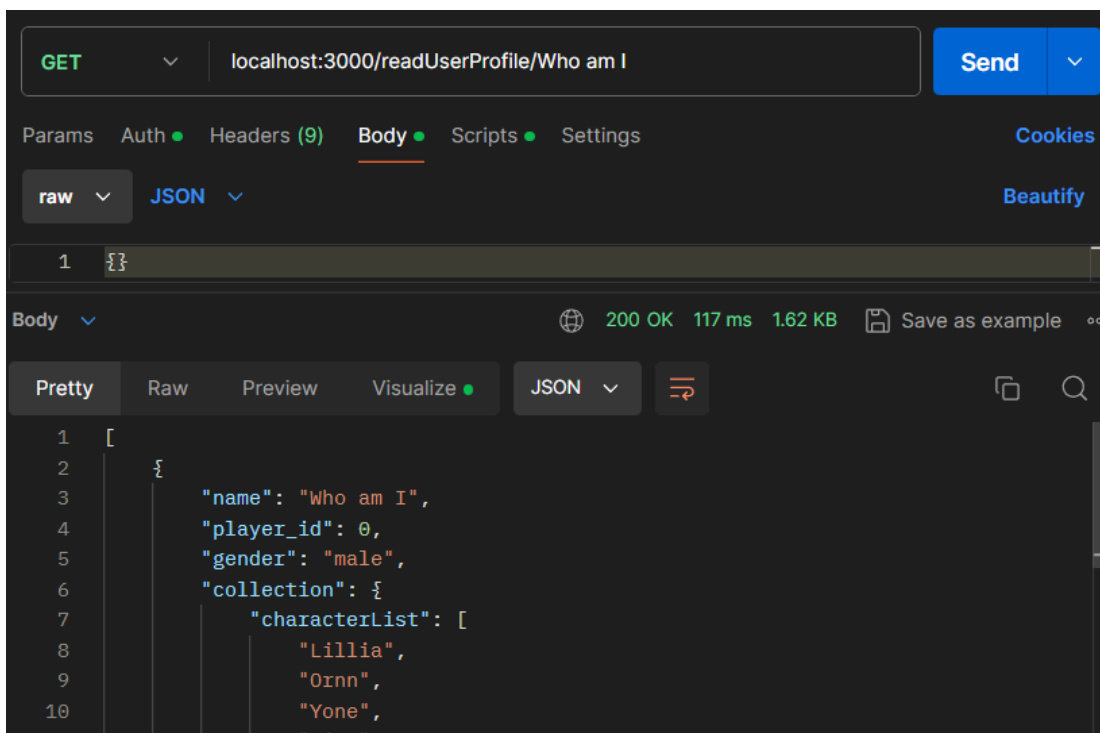 GET localhost:3000/readUserProfile/Who am I Send
Params Auth Headers (9) Body Scripts Settings Cookies
raw JSON Beautify
1 {}
Body 200 OK 117 ms 1.62 KB Save as example
Pretty Raw Preview Visualize JSON
1 [
2 {
3 "name": "Who am I",
4 "player_id": 0,
5 "gender": "male",
6 "collection": {
7 "characterList": [
8 "Lillia",
9 "Ornn",
10 "Yone",